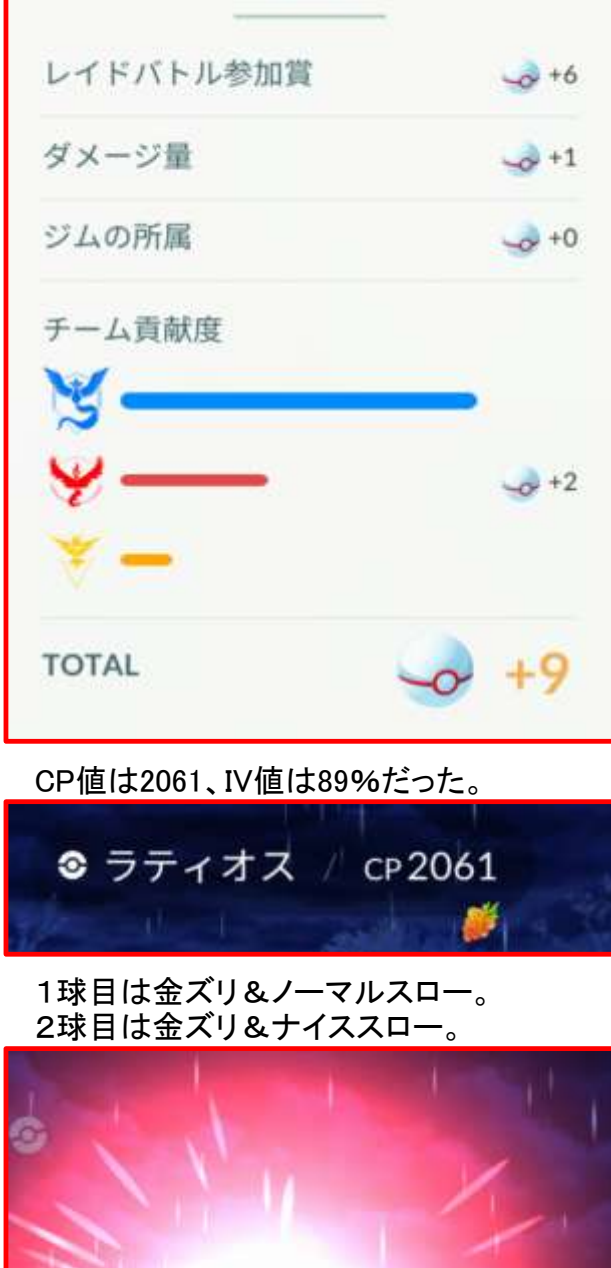 レイドバトル参加賞 +6
ダメージ量 +1
ジムの所属 +0
チーム貢献度
+2
TOTAL +9
CP値は2061、IV値は89%だった。
ラティオス / CP2061
１球目は金ズリ＆ノーマルスロー。
２球目は金ズリ＆ナイススロー。